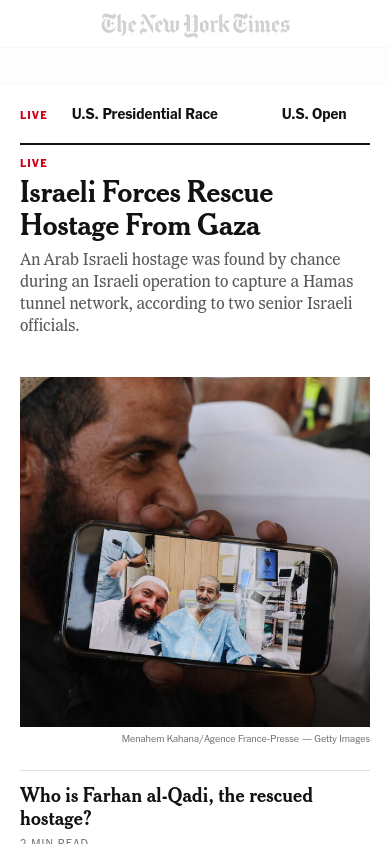 The New York Times
LIVE U.S. Presidential Race U.S. Open
LIVE
Israeli Forces Rescue
Hostage From Gaza
An Arab Israeli hostage was found by chance
during an Israeli operation to capture a Hamas
tunnel network, according to two senior Israeli
officials.
Menahem Kahana/Agence France-Presse — Getty Images
Who is Farhan al-Qadi, the rescued
hostage?
2 MIN READ